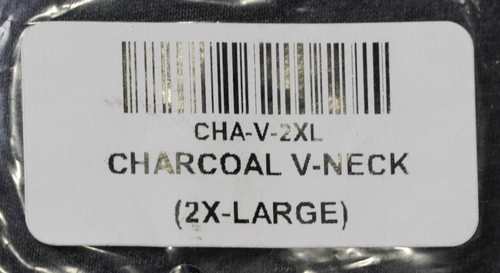 CHA-V-2XL
CHARCOAL V-NECK
(2X-LARGE)